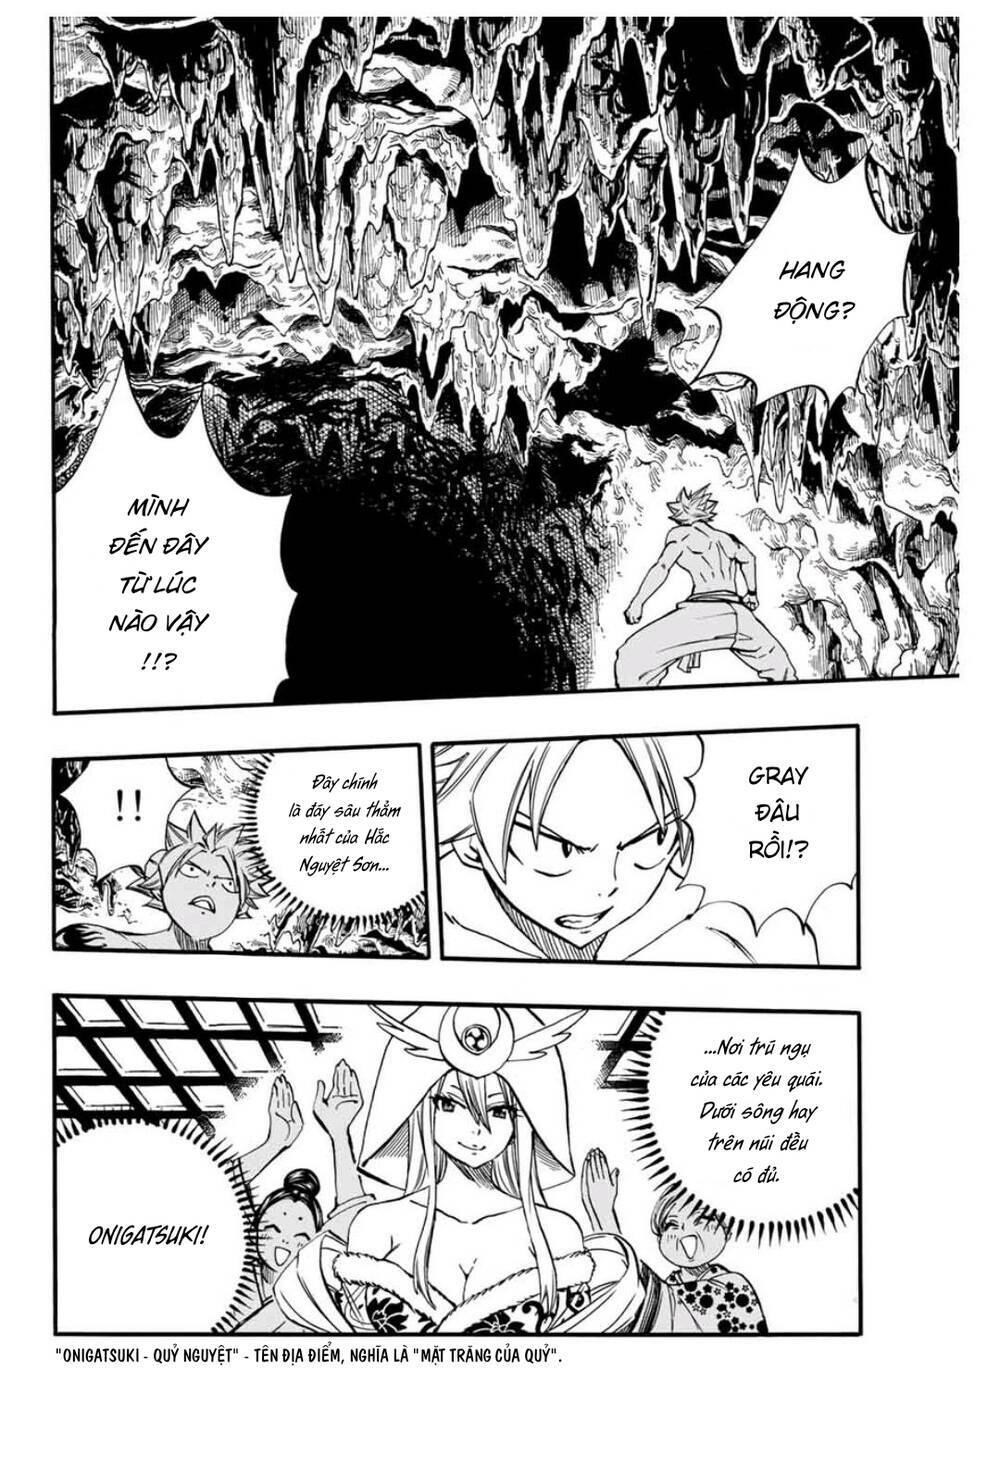 HANG
ĐỘNG?
MÌNH
ĐẾN ĐÂY
TỪ LÚC
NÀO VẬY
!!?
GRAY
ĐÂU
RỒI!?
Đây chính
là đáy sâu thẳm
nhất của Hắc
Nguyệt Sơn...
!!
...Nơi trú ngụ
của các yêu quái.
Dưới sông hay
trên núi đều
có đủ.
ONIGATSUKI!
"ONIGATSUKI - QUỶ NGUYỆT" - TÊN ĐỊA ĐIỂM, NGHĨA LÀ "MẶT TRĂNG CỦA QUỶ".